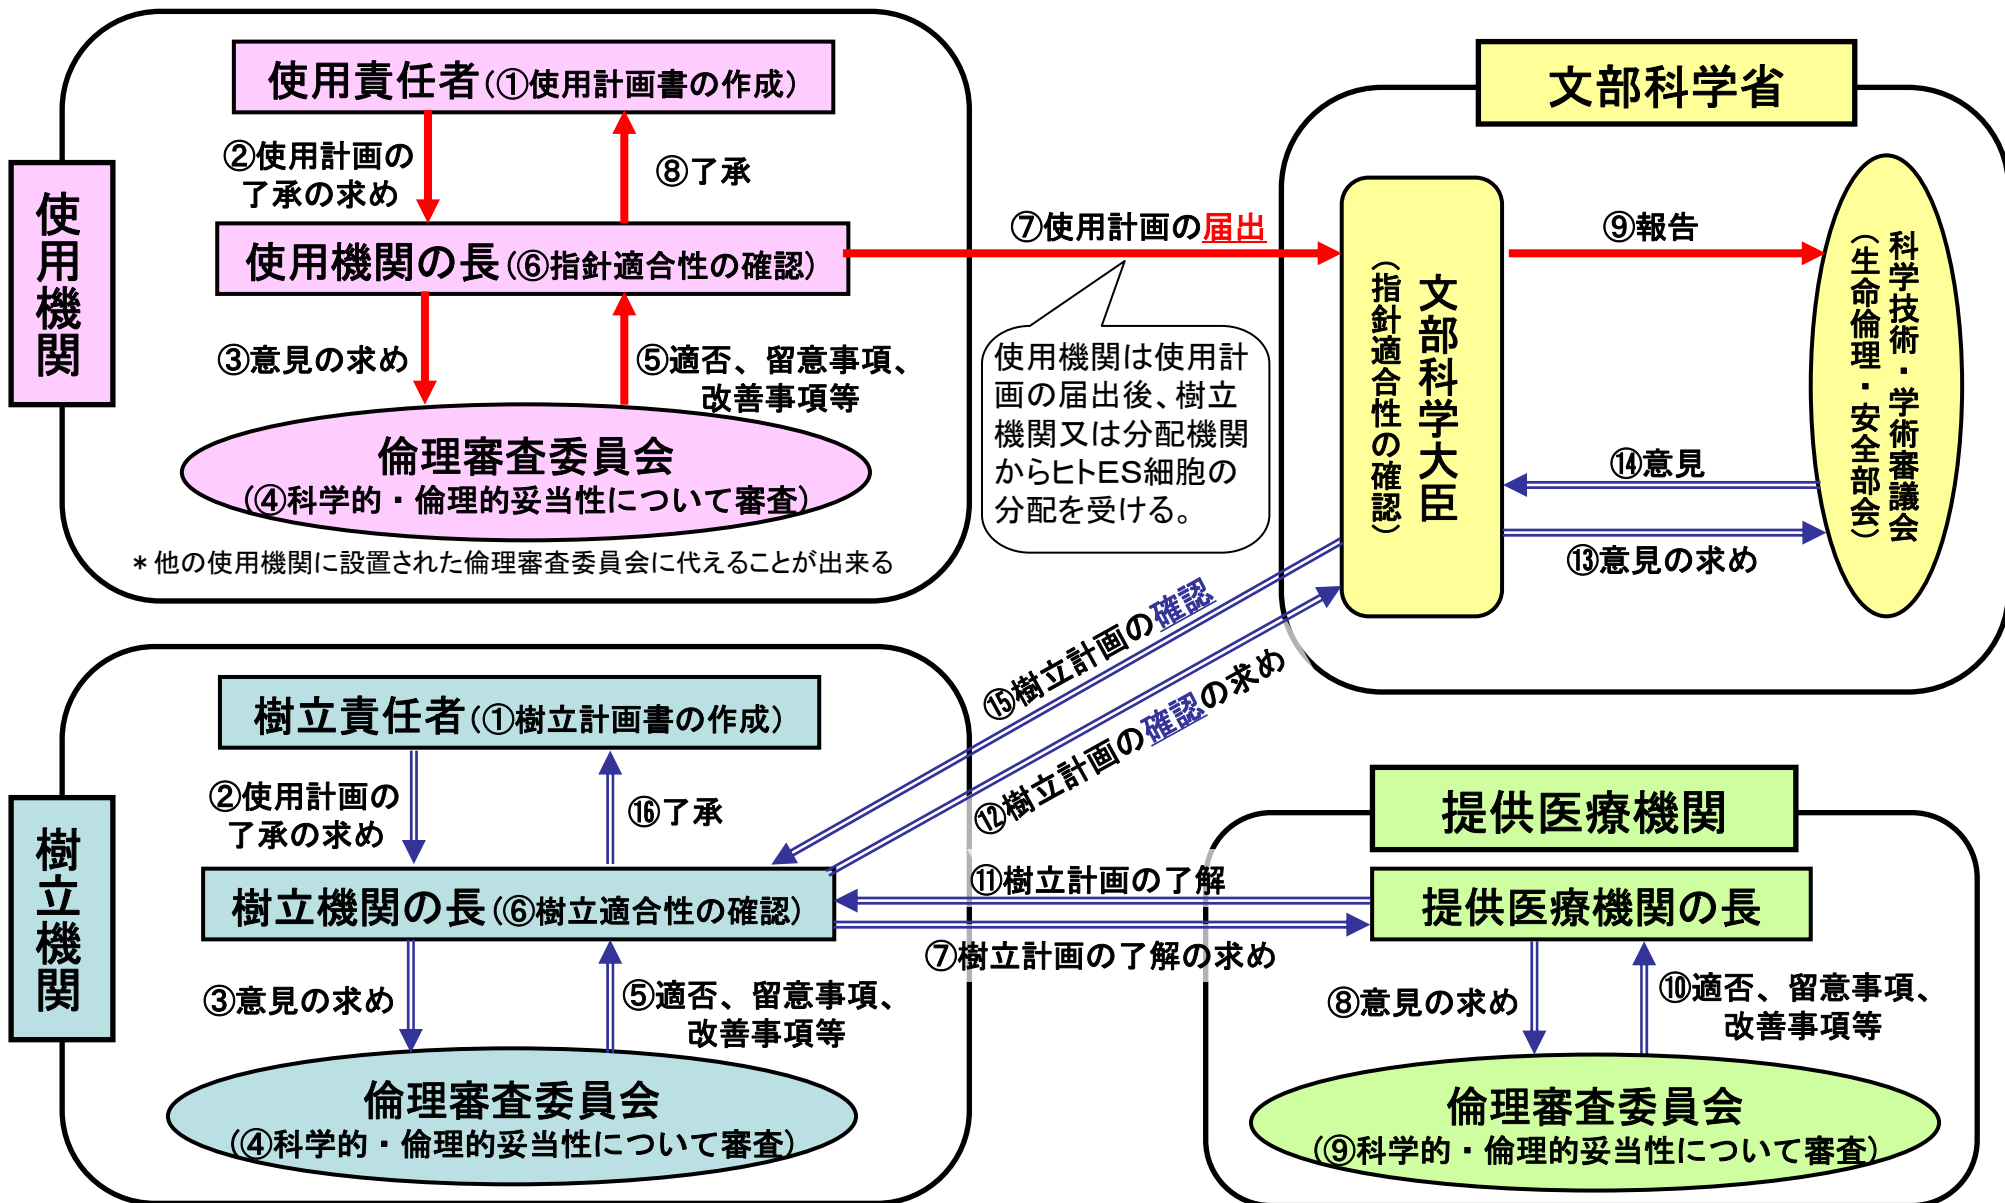 使用機関
使用責任者(①使用計画書の作成)
②使用計画の
了承の求め
⑧了承
使用機関の長(⑥指針適合性の確認)
③意見の求め
⑤適否、留意事項、
改善事項等
倫理審査委員会
(④科学的・倫理的妥当性について審査)
*他の使用機関に設置された倫理審査委員会に代えることが出来る
⑦使用計画の届出
使用機関は使用計
画の届出後、樹立
機関又は分配機関
からヒトES細胞の
分配を受ける。
文部科学省
文部科学大臣
(指針適合性の確認)
⑨報告
⑭意見
⑬意見の求め
科学技術・学術審議会
(生命倫理・安全部会)
⑮樹立計画の確認
⑫樹立計画の確認の求め
樹立機関
樹立責任者(①樹立計画書の作成)
②使用計画の
了承の求め
⑯了承
樹立機関の長(⑥樹立適合性の確認)
③意見の求め
⑤適否、留意事項、
改善事項等
倫理審査委員会
(④科学的・倫理的妥当性について審査)
⑪樹立計画の了解
⑦樹立計画の了解の求め
提供医療機関
提供医療機関の長
⑧意見の求め
⑩適否、留意事項、
改善事項等
倫理審査委員会
(⑨科学的・倫理的妥当性について審査)